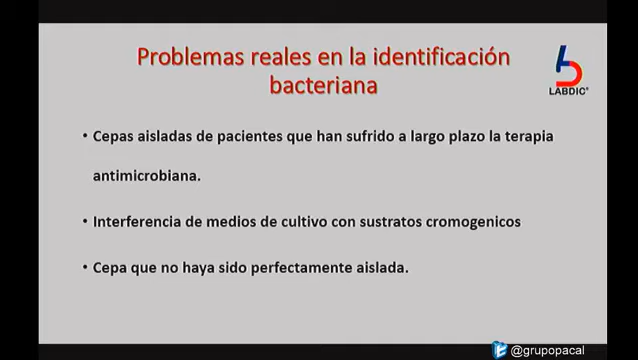 Problemas reales en la identificación
bacteriana
LABDIC®
• Cepas aisladas de pacientes que han sufrido a largo plazo la terapia
antimicrobiana.
• Interferencia de medios de cultivo con sustratos cromogenicos
• Cepa que no haya sido perfectamente aislada.
@grupopacal